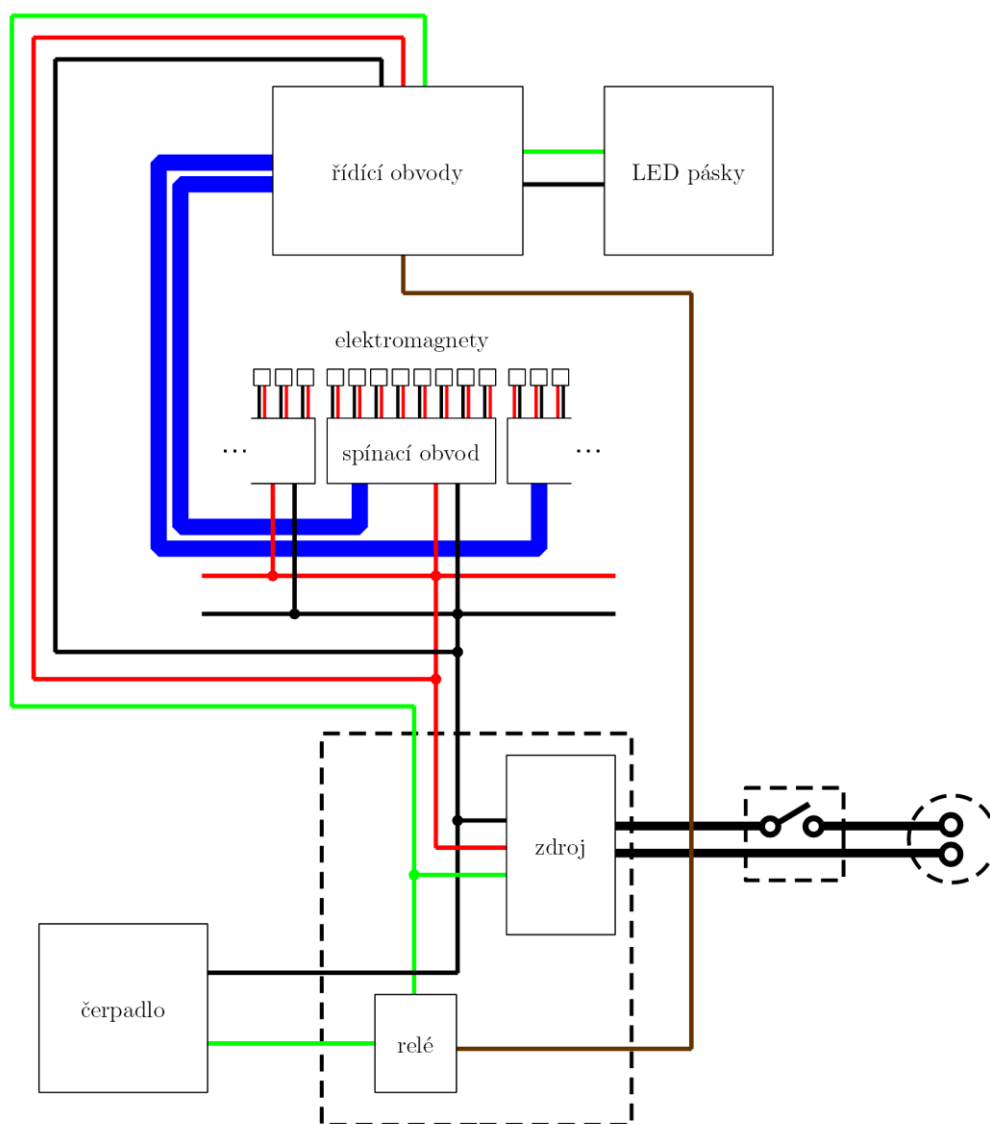 řídící obvody
LED pásky
elektromagnety
...
spínací obvod
...
zdroj
čerpadlo
relé